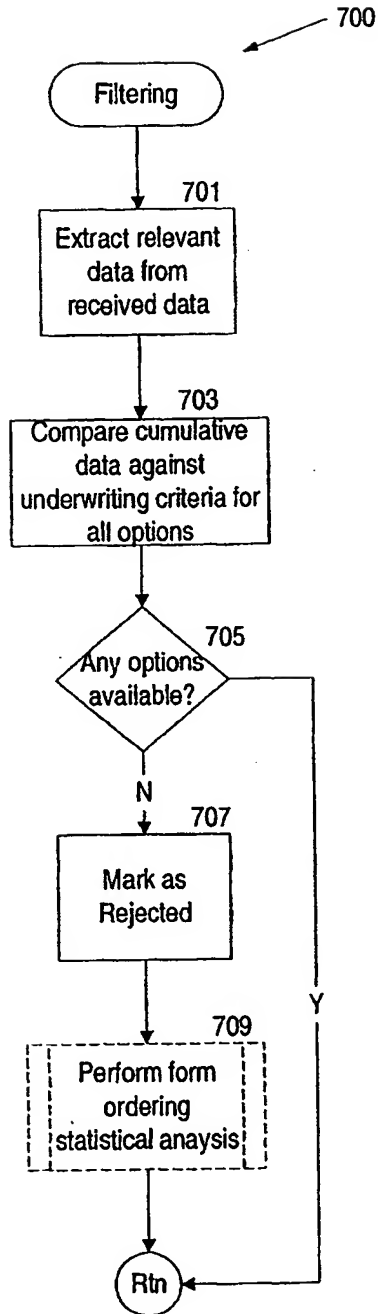 700
Filtering
701
Extract relevant
data from
received data
703
Compare cumulative
data against
underwriting criteria for
all options
705
Any options
available?
N
707
Mark as
Rejected
Y
709
Perform form
ordering
statistical anaysis
Rtn